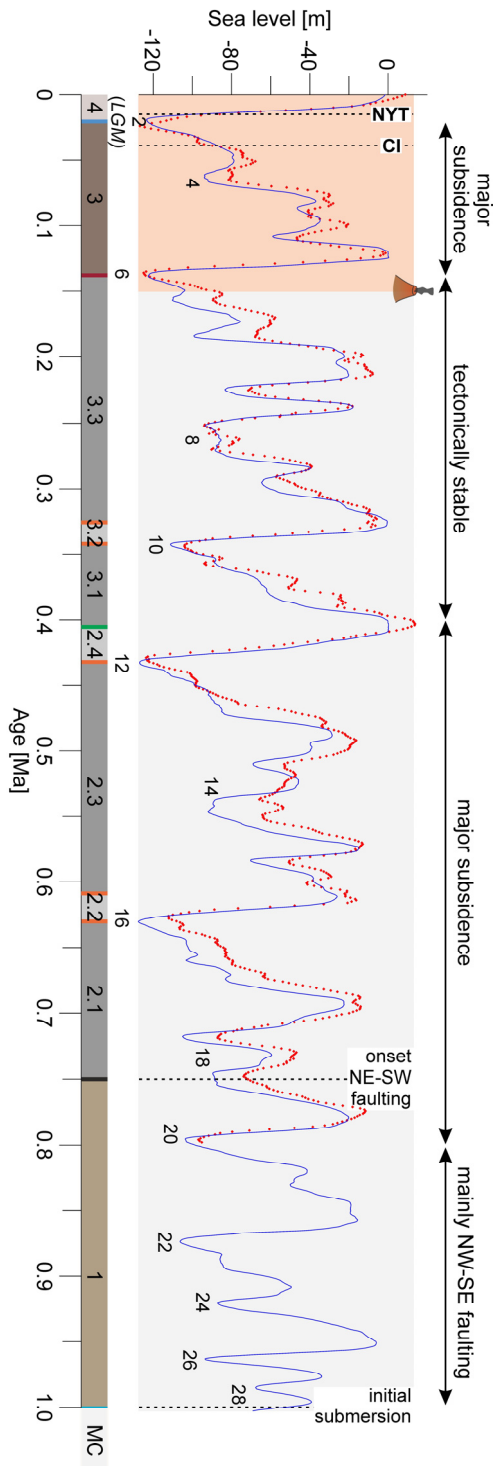 Sea level [m]
-120
-80
-40
0
NYT
CI
onset
NE-SW
faulting
initial
submersion
major
subsidence
tectonically stable
major subsidence
mainly NW-SE faulting
2
4
6
8
10
12
14
16
18
20
22
24
26
28
(LGM)
4
3
3.3
3.2
3.1
2.4
2.3
2.2
2.1
1
MC
0
0.1
0.2
0.3
0.4
0.5
0.6
0.7
0.8
0.9
1.0
Age [Ma]